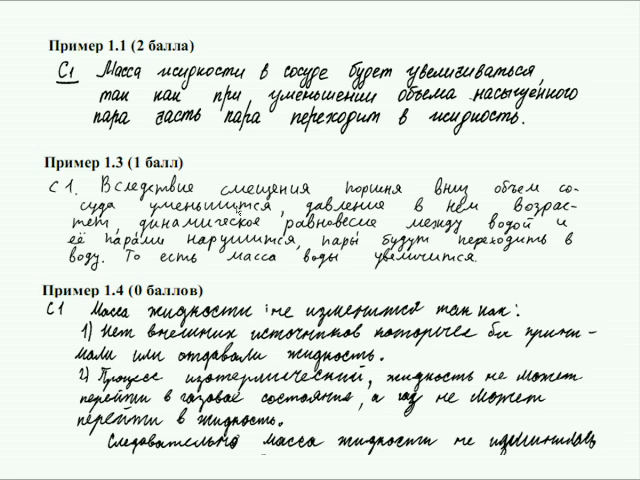 Пример 1.1 (2 балла)
С1 Масса жидкости в сосуде будет увеличиваться,
так как при уменьшении объема насыщенного
пара часть пара переходит в жидкость.
Пример 1.3 (1 балл)
С1. Вследствие смещения поршня вниз объем со-
суда уменьшится, давление в нём возрас-
тет, динамическое равновесие между водой и
её парами нарушится, пары будут переходить в
воду. То есть масса воды увеличится.
Пример 1.4 (0 баллов)
С1 Масса жидкости не изменится так как:
1) Нет внешних источников которые бы прини-
мали или отдавали жидкость.
2) Процесс изотермический, жидкость не может
перейти в газовое состояние, а газ не может
перейти в жидкость.
Следовательно масса жидкости не изменилась